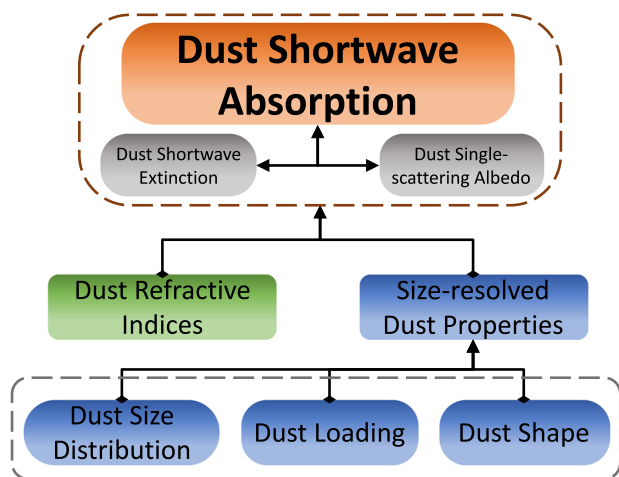 Dust Shortwave
Absorption
Dust Shortwave
Extinction
Dust Single-
scattering Albedo
Dust Refractive
Indices
Size-resolved
Dust Properties
Dust Size
Distribution
Dust Loading
Dust Shape